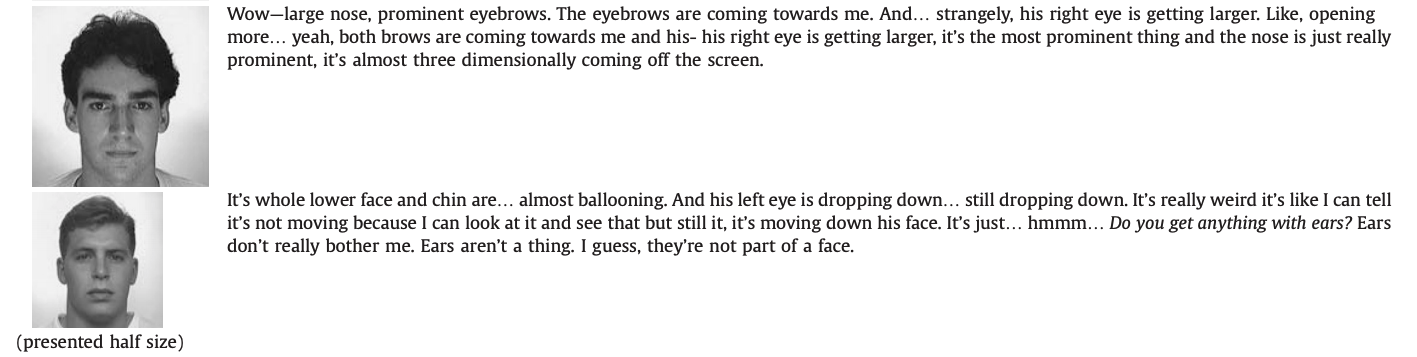 Wow—large nose, prominent eyebrows. The eyebrows are coming towards me. And… strangely, his right eye is getting larger. Like, opening
more… yeah, both brows are coming towards me and his- his right eye is getting larger, it's the most prominent thing and the nose is just really
prominent, it's almost three dimensionally coming off the screen.
It's whole lower face and chin are… almost ballooning. And his left eye is dropping down… still dropping down. It's really weird it's like I can tell
it's not moving because I can look at it and see that but still it, it's moving down his face. It's just… hmmm… Do you get anything with ears? Ears
don't really bother me. Ears aren't a thing. I guess, they're not part of a face.
(presented half size)